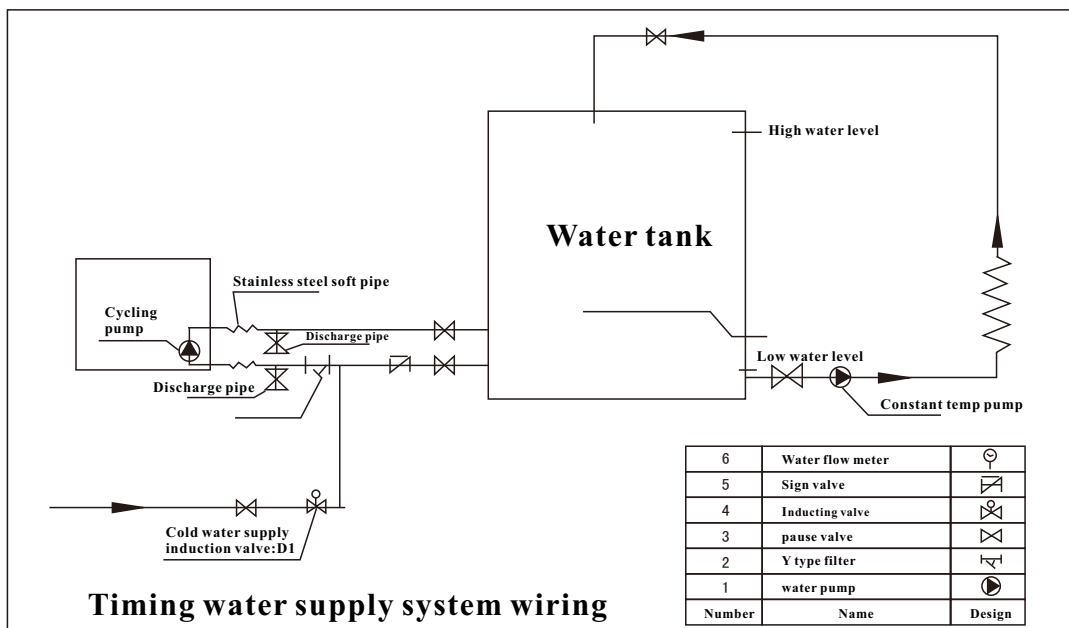 High water level
Water tank
Stainless steel soft pipe
Cycling
pump
Discharge pipe
Discharge pipe
Low water level
Constant temp pump
Cold water supply
induction valve:D1
Timing water supply system wiring
6 Water flow meter
5 Sign valve
4 Inducting valve
3 pause valve
2 Y type filter
1 water pump
Number Name Design